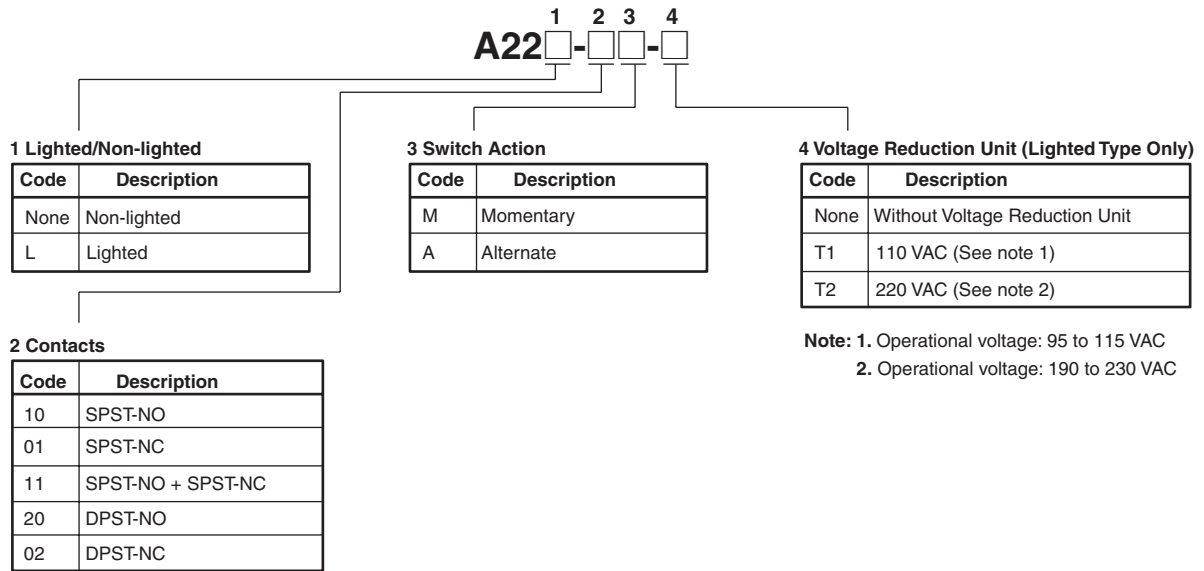 1 2 3 4
A22□-□□-□
1 Lighted/Non-lighted
Code Description
None Non-lighted
L Lighted
2 Contacts
Code Description
10 SPST-NO
01 SPST-NC
11 SPST-NO + SPST-NC
20 DPST-NO
02 DPST-NC
3 Switch Action
Code Description
M Momentary
A Alternate
4 Voltage Reduction Unit (Lighted Type Only)
Code Description
None Without Voltage Reduction Unit
T1 110 VAC (See note 1)
T2 220 VAC (See note 2)
Note: 1. Operational voltage: 95 to 115 VAC
2. Operational voltage: 190 to 230 VAC